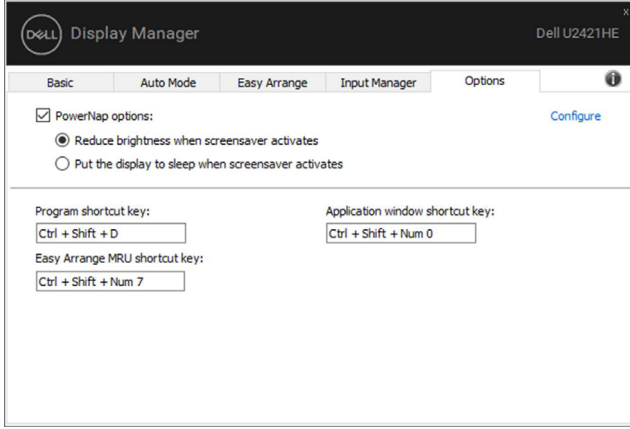 x
DELL Display Manager Dell U2421HE
Basic Auto Mode Easy Arrange Input Manager Options
PowerNap options: Configure
Reduce brightness when screensaver activates
Put the display to sleep when screensaver activates
Program shortcut key: Application window shortcut key:
Ctrl + Shift + D Ctrl + Shift + Num 0
Easy Arrange MRU shortcut key:
Ctrl + Shift + Num 7